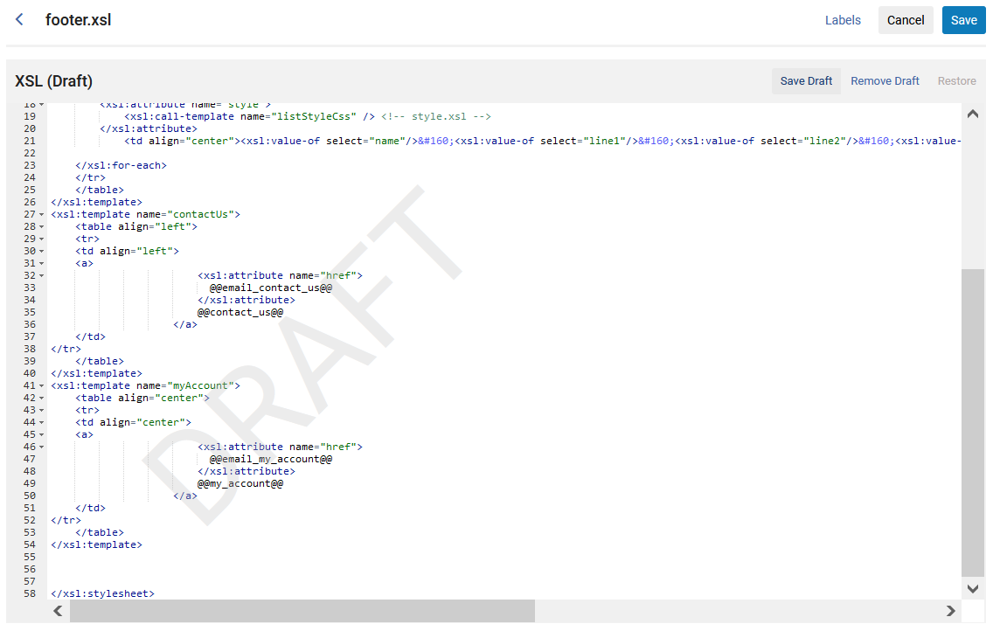 footer.xsl
Labels
Cancel
Save
XSL (Draft)
Save Draft
Remove Draft
Restore
18 <xsl:attribute name="style">
19 <xsl:call-template name="listStyleCss" /> <!-- style.xsl -->
20 </xsl:attribute>
21 <td align="center"><xsl:value-of select="name"/>&#160;<xsl:value-of select="line1"/>&#160;<xsl:value-of select="line2"/>&#160;<xsl:value-
22
23 </xsl:for-each>
24 </tr>
25 </table>
26 </xsl:template>
27 <xsl:template name="contactUs">
28 <table align="left">
29 <tr>
30 <td align="left">
31 <a>
32 <xsl:attribute name="href">
33 @@email_contact_us@@
34 </xsl:attribute>
35 @@contact_us@@
36 </a>
37 </td>
38 </tr>
39 </table>
40 </xsl:template>
41 <xsl:template name="myAccount">
42 <table align="center">
43 <tr>
44 <td align="center">
45 <a>
46 <xsl:attribute name="href">
47 @@email_my_account@@
48 </xsl:attribute>
49 @@my_account@@
50 </a>
51 </td>
52 </tr>
53 </table>
54 </xsl:template>
55
56
57
58 </xsl:stylesheet>
DRAFT